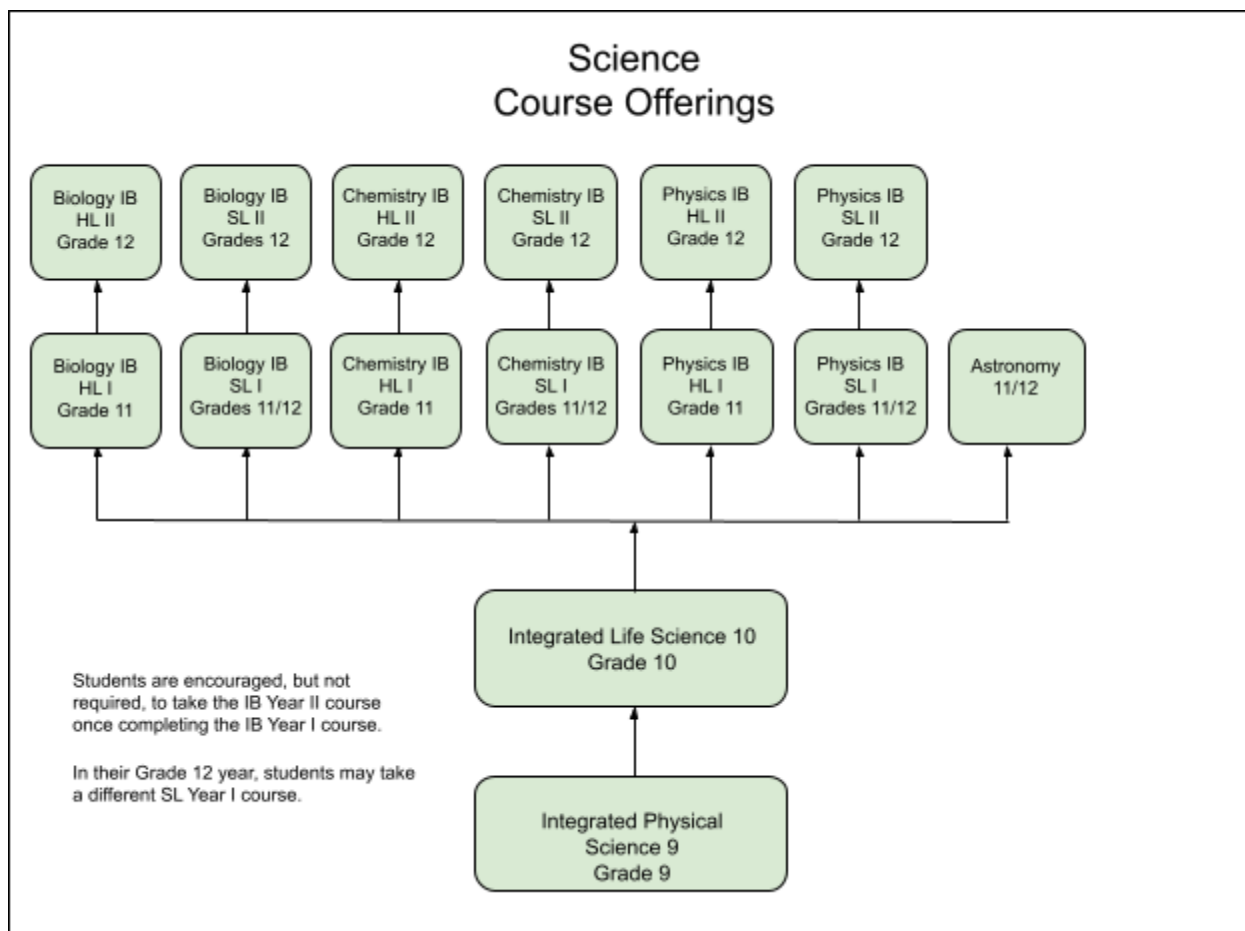 Science
Course Offerings
Biology IB
HL II
Grade 12
Biology IB
SL II
Grades 12
Chemistry IB
HL II
Grade 12
Chemistry IB
SL II
Grade 12
Physics IB
HL II
Grade 12
Physics IB
SL II
Grade 12
Biology IB
HL I
Grade 11
Biology IB
SL I
Grades 11/12
Chemistry IB
HL I
Grade 11
Chemistry IB
SL I
Grades 11/12
Physics IB
HL I
Grade 11
Physics IB
SL I
Grades 11/12
Astronomy
11/12
Integrated Life Science 10
Grade 10
Students are encouraged, but not
required, to take the IB Year II course
once completing the IB Year I course.
In their Grade 12 year, students may take
a different SL Year I course.
Integrated Physical
Science 9
Grade 9